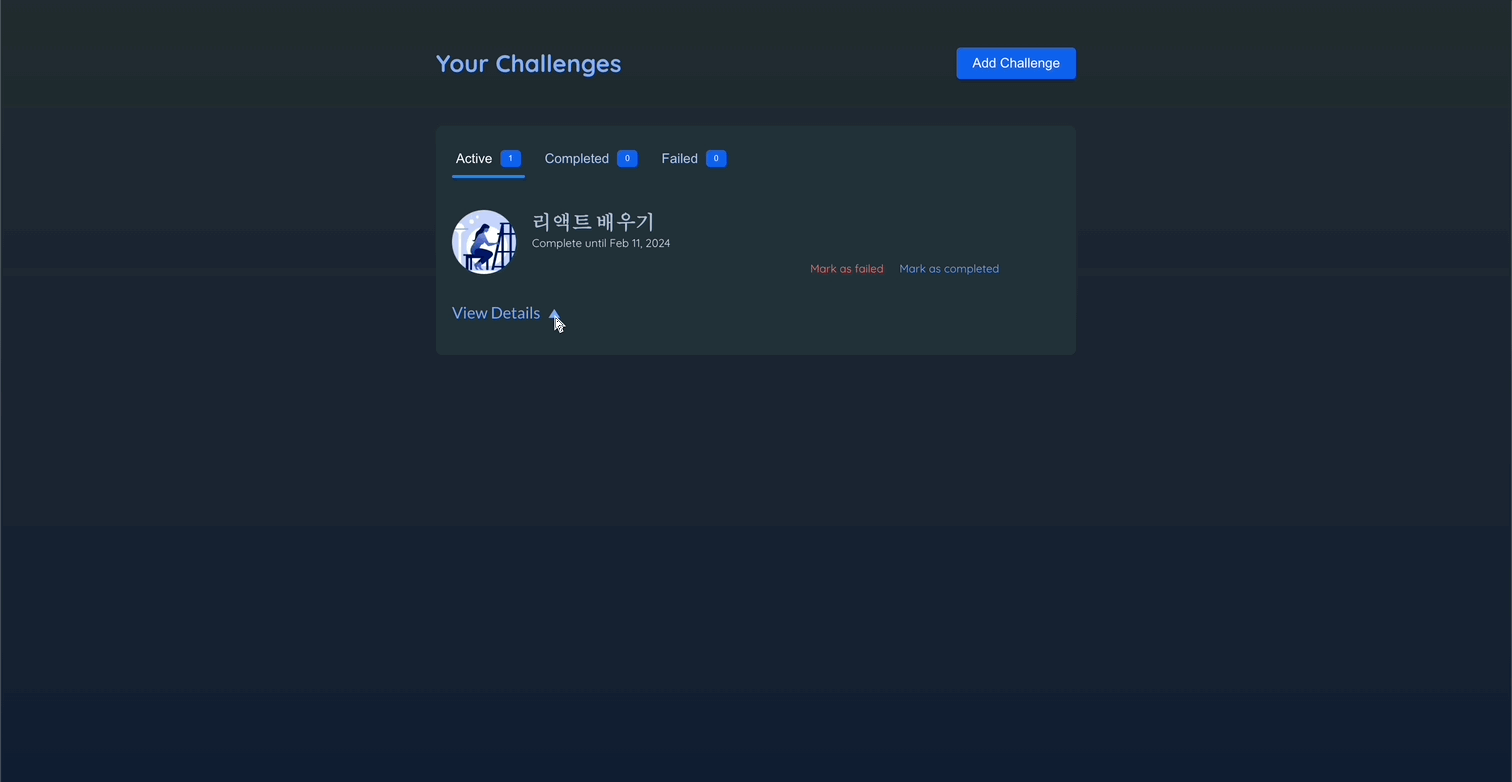 Your Challenges
Add Challenge
Active 1 Completed 0 Failed 0
리액트 배우기
Complete until Feb 11, 2024
Mark as failed Mark as completed
View Details ▲